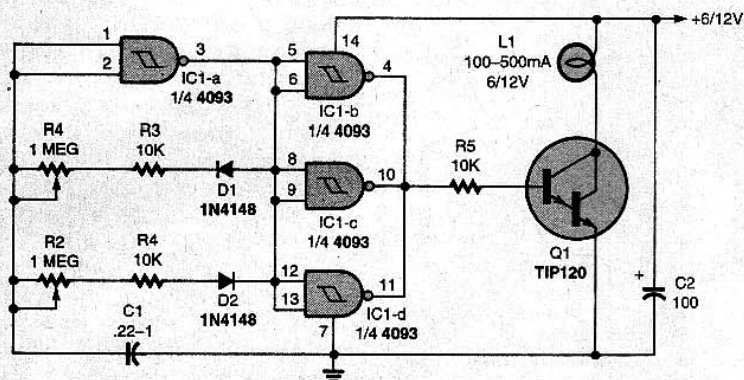 1
2
3
IC1-a
1/4 4093
5
6
14
4
IC1-b
1/4 4093
L1
100–500mA
6/12V
+6/12V
R4
1 MEG
R3
10K
D1
1N4148
8
9
10
IC1-c
1/4 4093
R5
10K
Q1
TIP120
R2
1 MEG
R4
10K
D2
1N4148
12
13
11
IC1-d
1/4 4093
7
C1
.22–1
+
C2
100